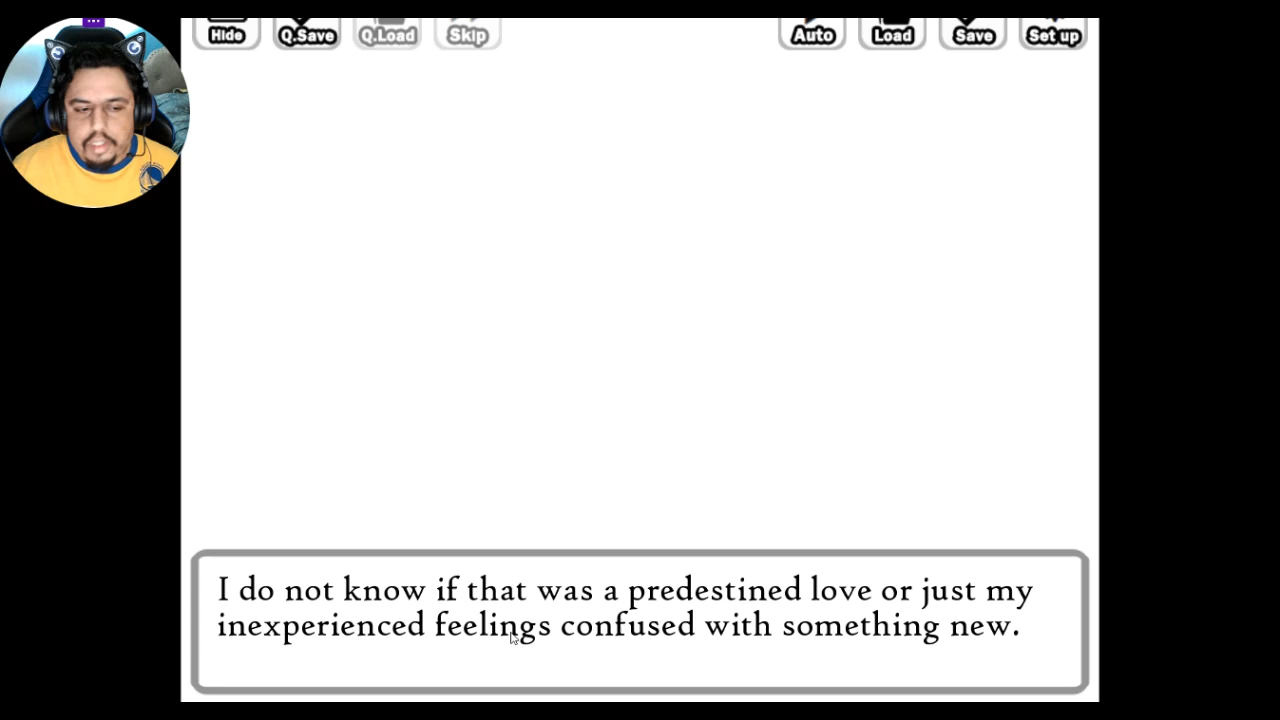 Hide Q.Save Q.Load Skip Auto Load Save Set up
I do not know if that was a predestined love or just my
inexperienced feelings confused with something new.